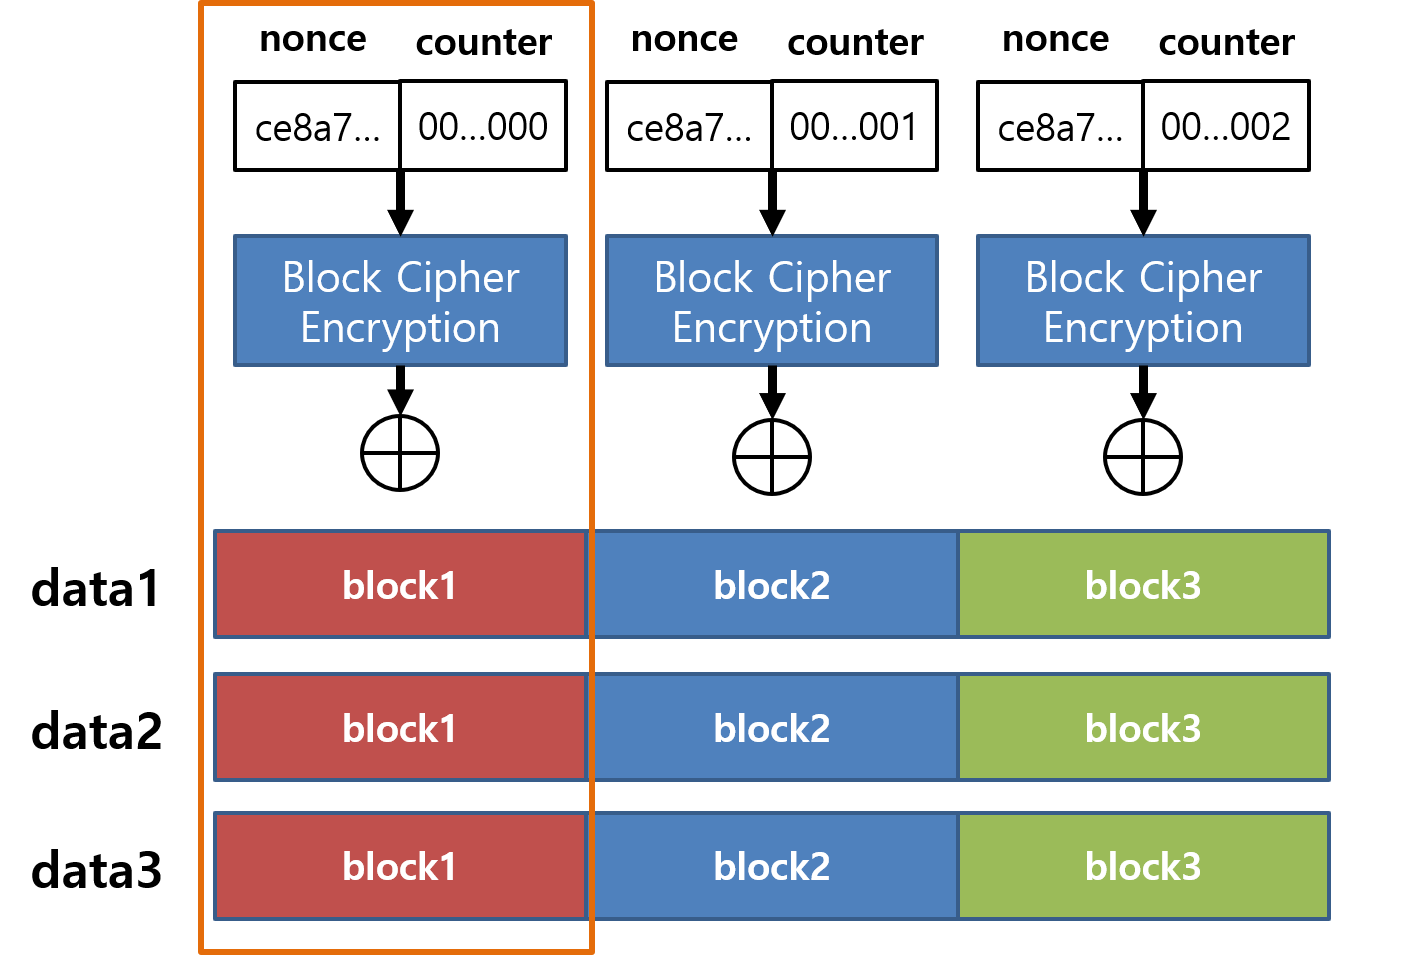 nonce counter nonce counter nonce counter
ce8a7... 00...000 ce8a7... 00...001 ce8a7... 00...002
Block Cipher Block Cipher Block Cipher
Encryption Encryption Encryption
data1 block1 block2 block3
data2 block1 block2 block3
data3 block1 block2 block3